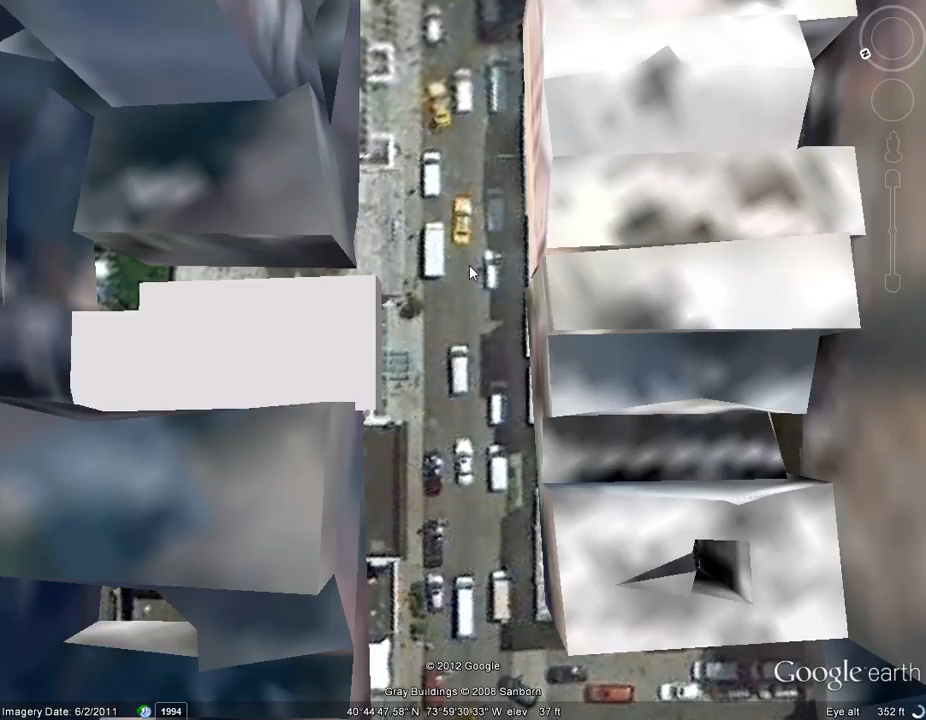 N
© 2012 Google
Gray Buildings © 2008 Sanborn
Google earth
Imagery Date: 6/2/2011 1994 40°44'47.58" N 73°59'30.33" W elev 37 ft Eye alt 352 ft